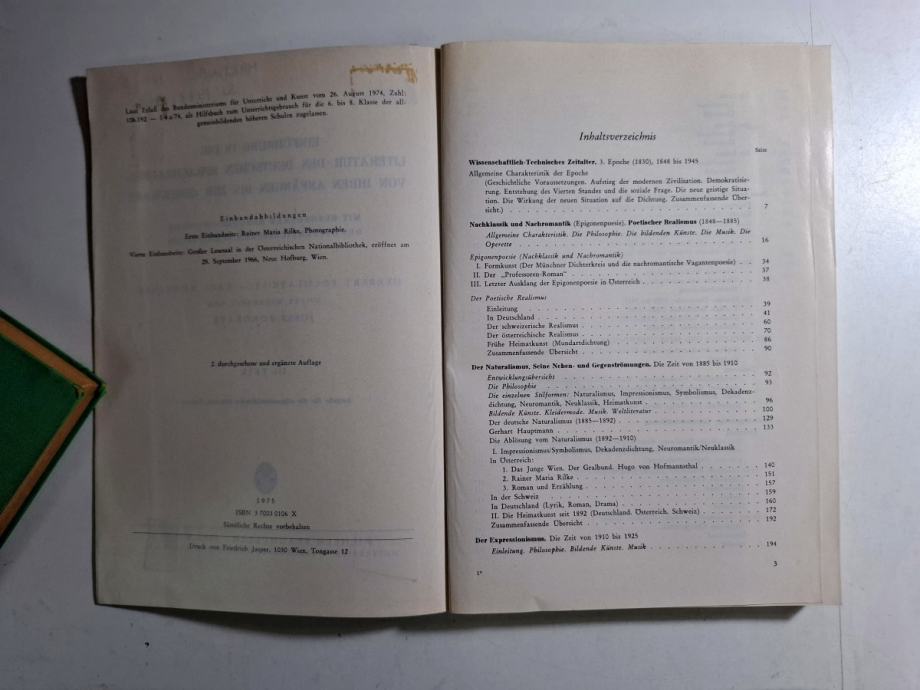 Laut Erlaß des Bundesministeriums für Unterricht und Kunst vom 26. August 1974, Zahl:
als Hilfsbuch zum Unterrichtsgebrauch für die 6. bis 8. Klasse der all-
gemeinbildenden höheren Schulen zugelassen.
Einbandabbildungen
Erste Einbandseite: Rainer Maria Rilke, Photographie.
Vierte Einbandseite: Großer Lesesaal in der Österreichischen Nationalbibliothek, eröffnet am
28. September 1966, Neue Hofburg, Wien.
2. durchgesehene und ergänzte Auflage
1975
ISBN 3 7023 0106 X
Sämtliche Rechte vorbehalten
Druck von Friedrich Jasper, 1030 Wien, Tongasse 12
Inhaltsverzeichnis
Seite
Wissenschaftlich-Technisches Zeitalter. 3. Epoche (1830), 1848 bis 1945
Allgemeine Charakteristik der Epoche
(Geschichtliche Voraussetzungen. Aufstieg der modernen Zivilisation. Demokratisie-
rung. Entstehung des Vierten Standes und die soziale Frage. Die neue geistige Situa-
tion. Die Wirkung der neuen Situation auf die Dichtung. Zusammenfassende Über-
sicht.) 7
Nachklassik und Nachromantik (Epigonenpoesie). Poetischer Realismus (1848—1885)
Allgemeine Charakteristik. Die Philosophie. Die bildenden Künste. Die Musik. Die
Operette 16
Epigonenpoesie (Nachklassik und Nachromantik)
I. Formkunst (Der Münchner Dichterkreis und die nachromantische Vagantenpoesie) 34
II. Der „Professoren-Roman“ 37
III. Letzter Ausklang der Epigonenpoesie in Österreich 38
Der Poetische Realismus
Einleitung 39
In Deutschland 41
Der schweizerische Realismus 60
Der österreichische Realismus 70
Frühe Heimatkunst (Mundartdichtung) 86
Zusammenfassende Übersicht 90
Der Naturalismus. Seine Neben- und Gegenströmungen. Die Zeit von 1885 bis 1910
Entwicklungsübersicht 92
Die Philosophie 93
Die einzelnen Stilformen: Naturalismus, Impressionismus, Symbolismus, Dekadenz-
dichtung, Neuromantik, Neuklassik, Heimatkunst 96
Bildende Künste. Kleidermode. Musik. Weltliteratur 100
Der deutsche Naturalismus (1885—1892) 129
Gerhart Hauptmann 133
Die Ablösung vom Naturalismus (1892—1910)
I. Impressionismus/Symbolismus, Dekadenzdichtung, Neuromantik/Neuklassik
In Österreich:
1. Das Junge Wien. Der Gralbund. Hugo von Hofmannsthal 140
2. Rainer Maria Rilke 151
3. Roman und Erzählung 157
In der Schweiz 159
In Deutschland (Lyrik, Roman, Drama) 160
II. Die Heimatkunst seit 1892 (Deutschland. Österreich. Schweiz) 172
Zusammenfassende Übersicht 192
Der Expressionismus. Die Zeit von 1910 bis 1925
Einleitung. Philosophie. Bildende Künste. Musik 194
3
1*